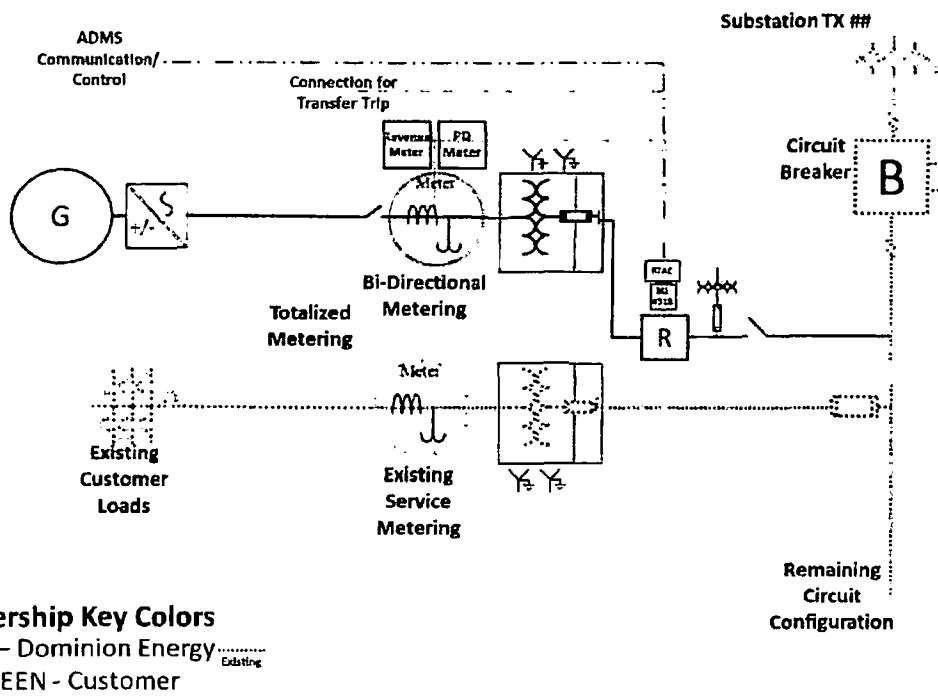 Substation TX ##
ADMS
Communication/
Control
Connection for
Transfer Trip
Revenue
Meter
PQ
Meter
Circuit
Breaker
B
Meter
G
S
+/-
Bi-Directional
Metering
Totalized
Metering
RTAC
R
Meter
Existing
Customer
Loads
Existing
Service
Metering
Remaining
Circuit
Configuration
ership Key Colors
– Dominion Energy
Existing
EEN - Customer